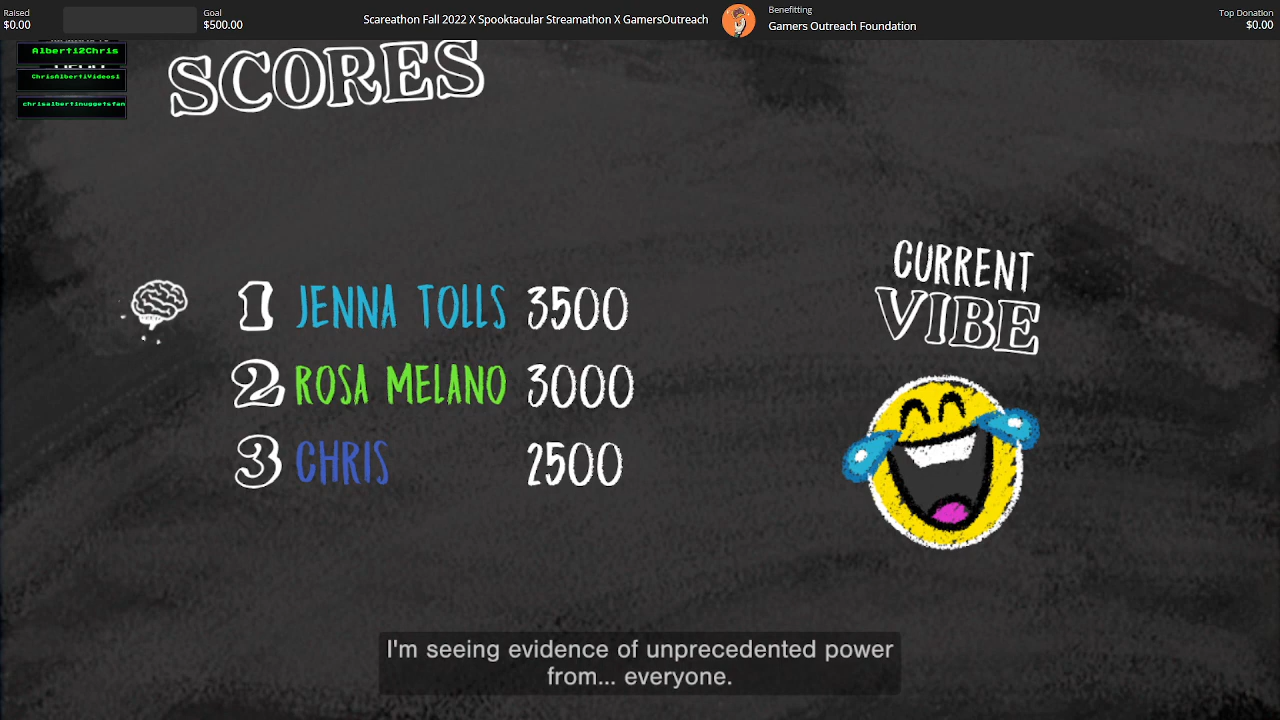 Raised
$0.00
Goal
$500.00
Scareathon Fall 2022 X Spooktacular Streamathon X GamersOutreach
Benefitting
Gamers Outreach Foundation
Top Donation
$0.00
Alberti2Chris
ChrisAlbertiVideos1
chrisalbertinuggetsfan
SCORES
1 JENNA TOLLS 3500
2 ROSA MELANO 3000
3 CHRIS 2500
CURRENT
VIBE
I'm seeing evidence of unprecedented power
from... everyone.